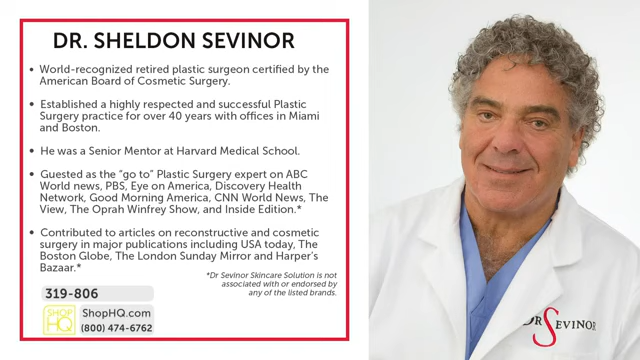 DR. SHELDON SEVINOR
• World-recognized retired plastic surgeon certified by the
American Board of Cosmetic Surgery.
• Established a highly respected and successful Plastic
Surgery practice for over 40 years with offices in Miami
and Boston.
• He was a Senior Mentor at Harvard Medical School.
• Guested as the “go to” Plastic Surgery expert on ABC
World news, PBS, Eye on America, Discovery Health
Network, Good Morning America, CNN World News, The
View, The Oprah Winfrey Show, and Inside Edition.*
• Contributed to articles on reconstructive and cosmetic
surgery in major publications including USA today, The
Boston Globe, The London Sunday Mirror and Harper's
Bazaar.*
*Dr Sevinor Skincare Solution is not
associated with or endorsed by
any of the listed brands.
319-806
SHOP
HQ
ShopHQ.com
(800) 474-6762
DR SEVINOR